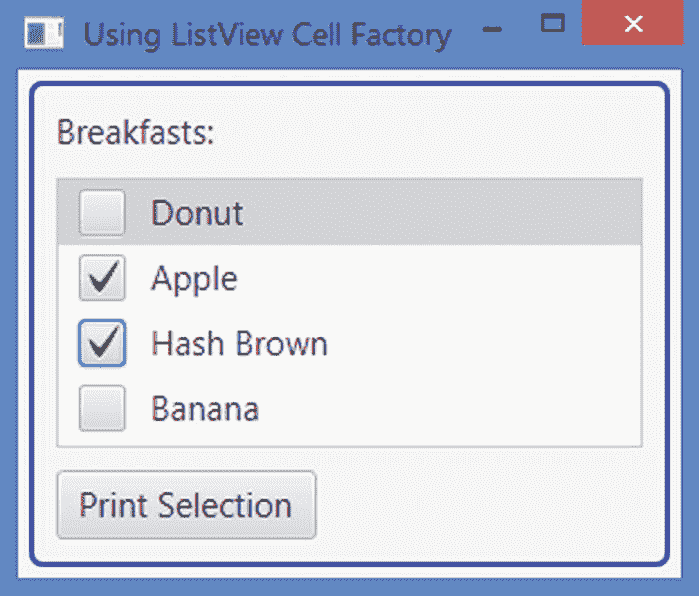 Using ListView Cell Factory
Breakfasts:
Donut
Apple
Hash Brown
Banana
Print Selection